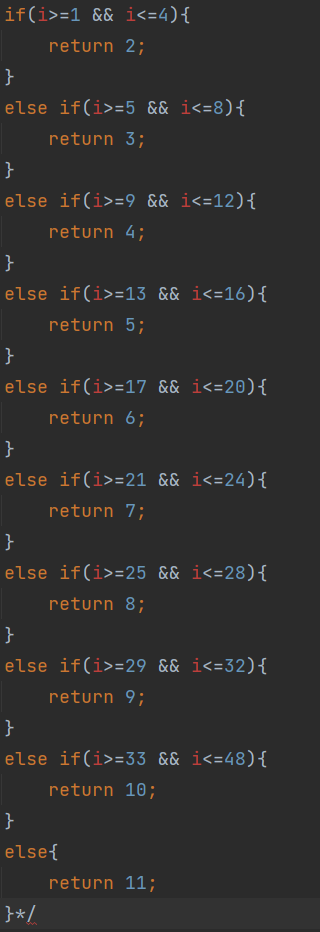 if(i>=1 && i<=4){
    return 2;
}
else if(i>=5 && i<=8){
    return 3;
}
else if(i>=9 && i<=12){
    return 4;
}
else if(i>=13 && i<=16){
    return 5;
}
else if(i>=17 && i<=20){
    return 6;
}
else if(i>=21 && i<=24){
    return 7;
}
else if(i>=25 && i<=28){
    return 8;
}
else if(i>=29 && i<=32){
    return 9;
}
else if(i>=33 && i<=48){
    return 10;
}
else{
    return 11;
}*/